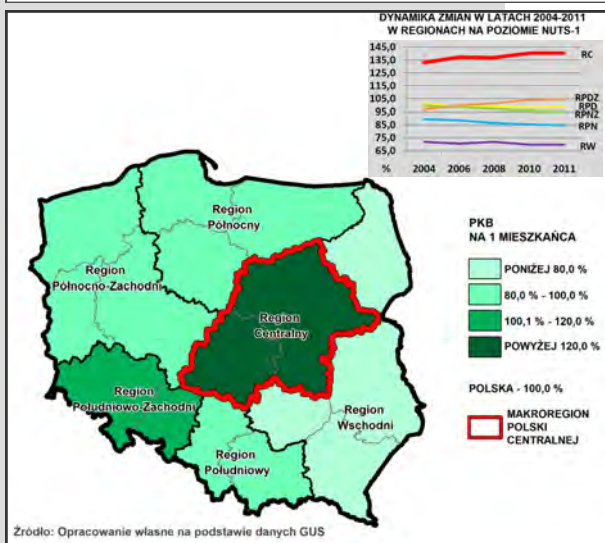 DYNAMIKA ZMIAN W LATACH 2004-2011
W REGIONACH NA POZIOMIE NUTS-1
145,0
135,0
125,0
115,0
105,0
95,0
85,0
75,0
65,0
RC
RPDZ
RPD
RPNZ
RPN
RW
% 2004 2006 2008 2010 2011
Region
Północny
Region
Północno-Zachodni
Region
Centralny
Region
Południowo-Zachodni
Region
Wschodni
Region
Południowy
PKB
NA 1 MIESZKAŃCA
PONIŻEJ 80,0 %
80,0 % - 100,0 %
100,1 % - 120,0 %
POWYŻEJ 120,0 %
POLSKA - 100,0 %
MAKROREGION
POLSKI
CENTRALNEJ
Źródło: Opracowanie własne na podstawie danych GUS